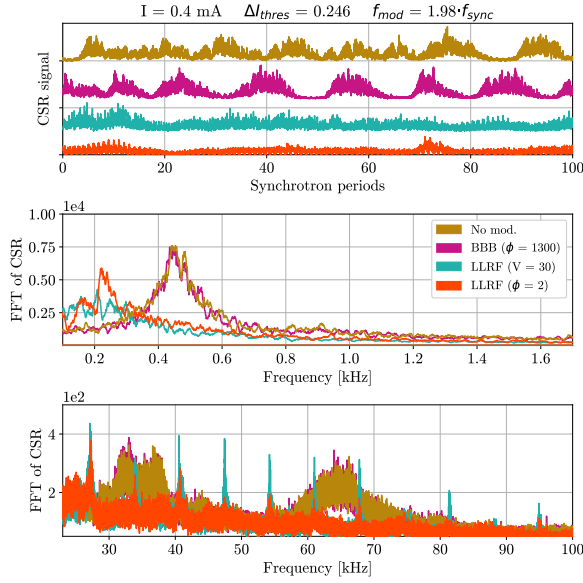 I = 0.4 mA ΔI_thres = 0.246 f_mod = 1.98·f_sync
CSR signal
0 20 40 60 80 100
Synchrotron periods
1e4
FFT of CSR
1.00
0.75
0.50
0.25
No mod.
BBB (ϕ = 1300)
LLRF (V = 30)
LLRF (ϕ = 2)
0.2 0.4 0.6 0.8 1.0 1.2 1.4 1.6
Frequency [kHz]
1e2
FFT of CSR
4
2
30 40 50 60 70 80 90 100
Frequency [kHz]